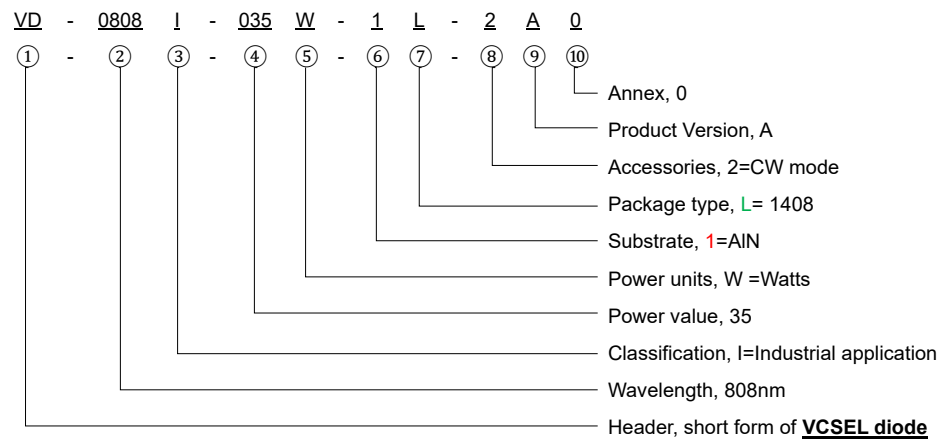 VD - 0808 I - 035 W - 1 L - 2 A 0
① - ② ③ - ④ ⑤ - ⑥ ⑦ - ⑧ ⑨ ⑩
Annex, 0
Product Version, A
Accessories, 2=CW mode
Package type, L= 1408
Substrate, 1=AlN
Power units, W =Watts
Power value, 35
Classification, I=Industrial application
Wavelength, 808nm
Header, short form of VCSEL diode